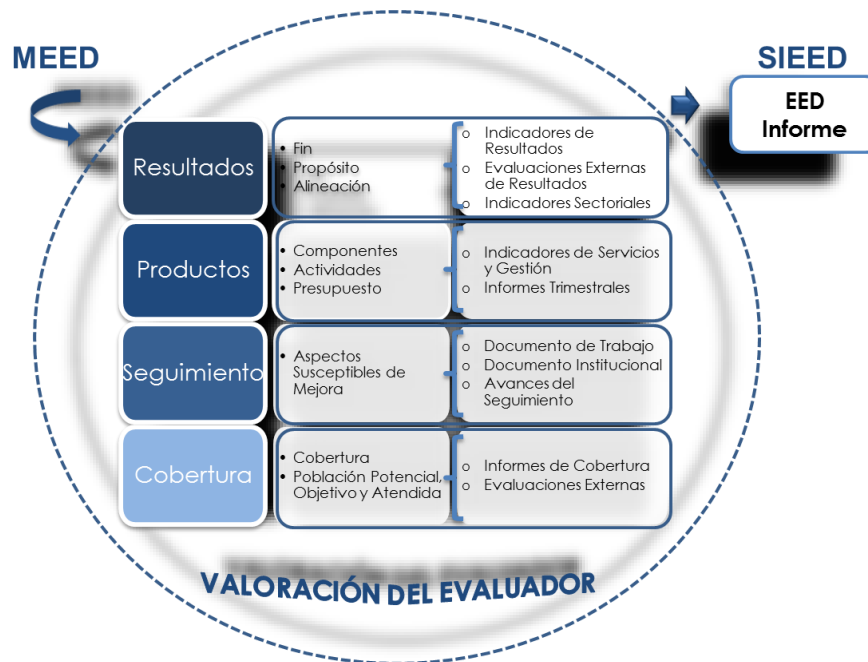 MEED
SIEED
EED
Informe
Resultados
• Fin
• Propósito
• Alineación
o Indicadores de
Resultados
o Evaluaciones Externas
de Resultados
o Indicadores Sectoriales
Productos
• Componentes
• Actividades
• Presupuesto
o Indicadores de Servicios
y Gestión
o Informes Trimestrales
Seguimiento
• Aspectos
Susceptibles de
Mejora
o Documento de Trabajo
o Documento Institucional
o Avances del
Seguimiento
Cobertura
• Cobertura
• Población Potencial,
Objetivo y Atendida
o Informes de Cobertura
o Evaluaciones Externas
VALORACIÓN DEL EVALUADOR